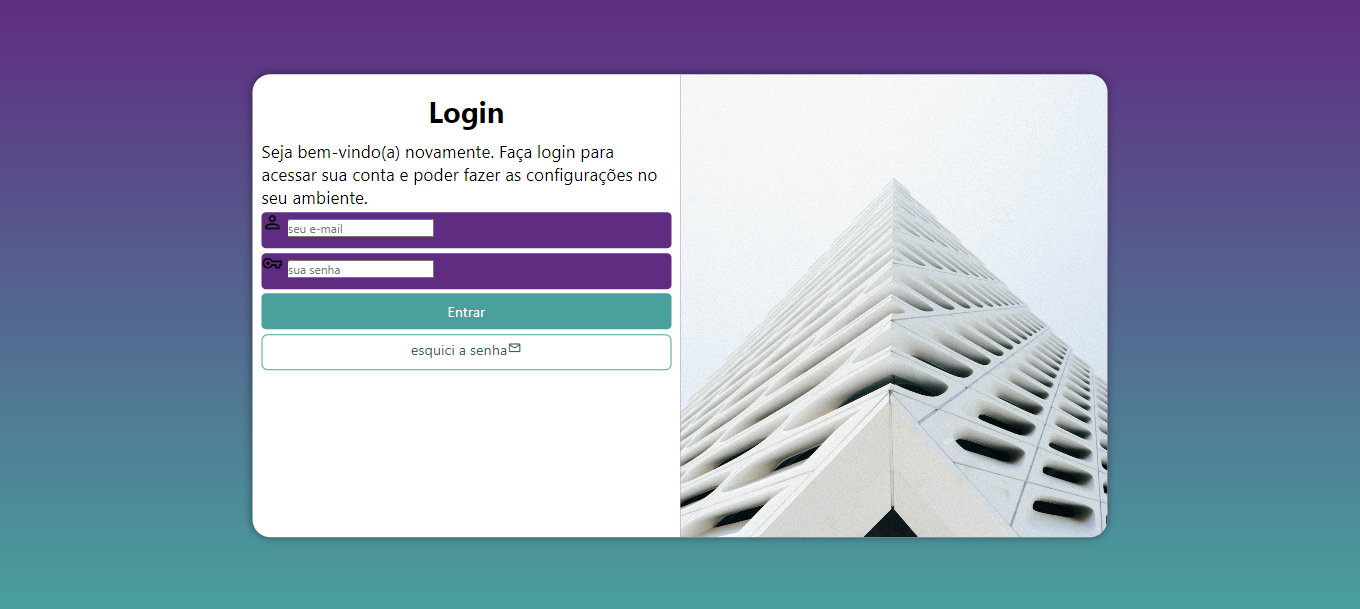 Login
Seja bem-vindo(a) novamente. Faça login para
acessar sua conta e poder fazer as configurações no
seu ambiente.
seu e-mail
sua senha
Entrar
esquici a senha